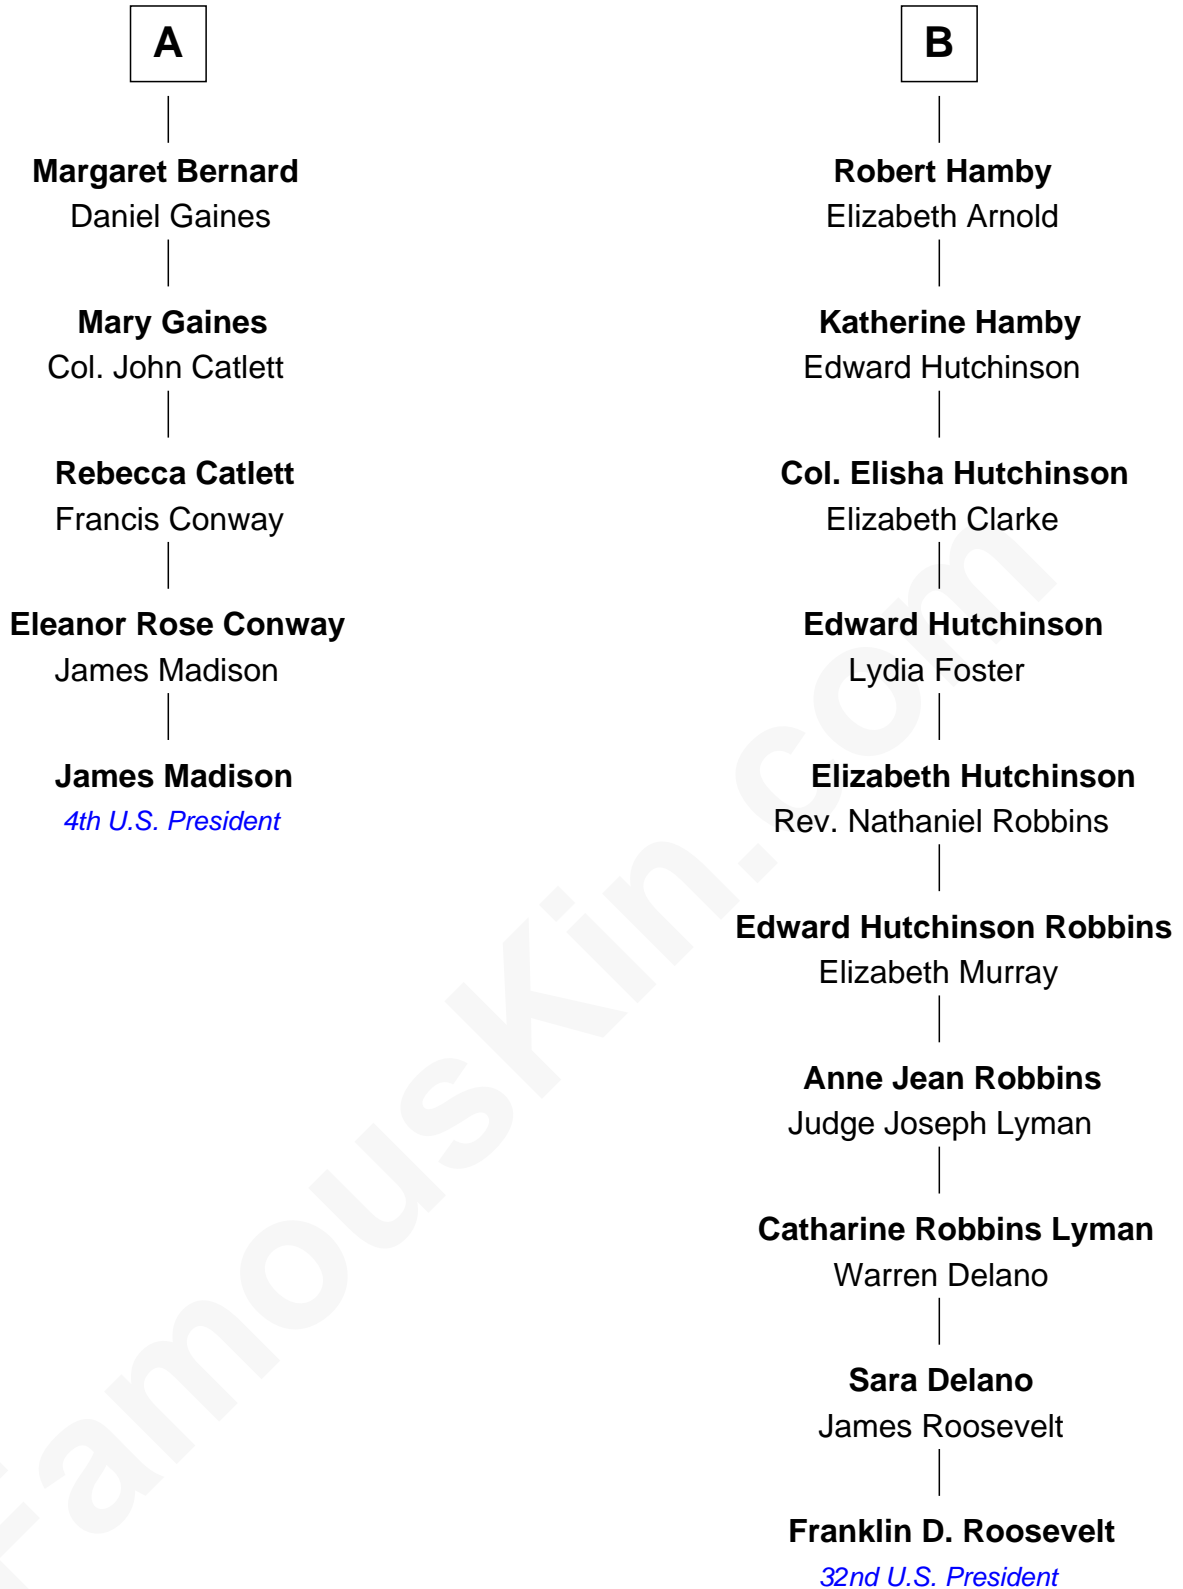 A
Margaret Bernard
Daniel Gaines
Mary Gaines
Col. John Catlett
Rebecca Catlett
Francis Conway
Eleanor Rose Conway
James Madison
James Madison
4th U.S. President
B
Robert Hamby
Elizabeth Arnold
Katherine Hamby
Edward Hutchinson
Col. Elisha Hutchinson
Elizabeth Clarke
Edward Hutchinson
Lydia Foster
Elizabeth Hutchinson
Rev. Nathaniel Robbins
Edward Hutchinson Robbins
Elizabeth Murray
Anne Jean Robbins
Judge Joseph Lyman
Catharine Robbins Lyman
Warren Delano
Sara Delano
James Roosevelt
Franklin D. Roosevelt
32nd U.S. President
FamousKin.com